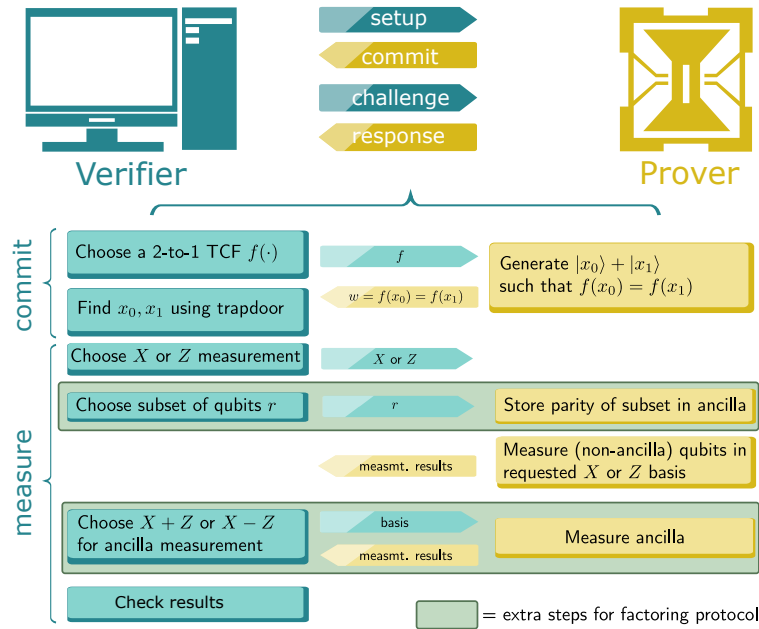 setup
commit
challenge
response
Verifier
Prover
commit
Choose a 2-to-1 TCF f(·)
f
Generate |x₀⟩ + |x₁⟩
such that f(x₀) = f(x₁)
Find x₀, x₁ using trapdoor
w = f(x₀) = f(x₁)
measure
Choose X or Z measurement
X or Z
Choose subset of qubits r
r
Store parity of subset in ancilla
measmt. results
Measure (non-ancilla) qubits in
requested X or Z basis
Choose X + Z or X − Z
for ancilla measurement
basis
measmt. results
Measure ancilla
Check results
= extra steps for factoring protocol